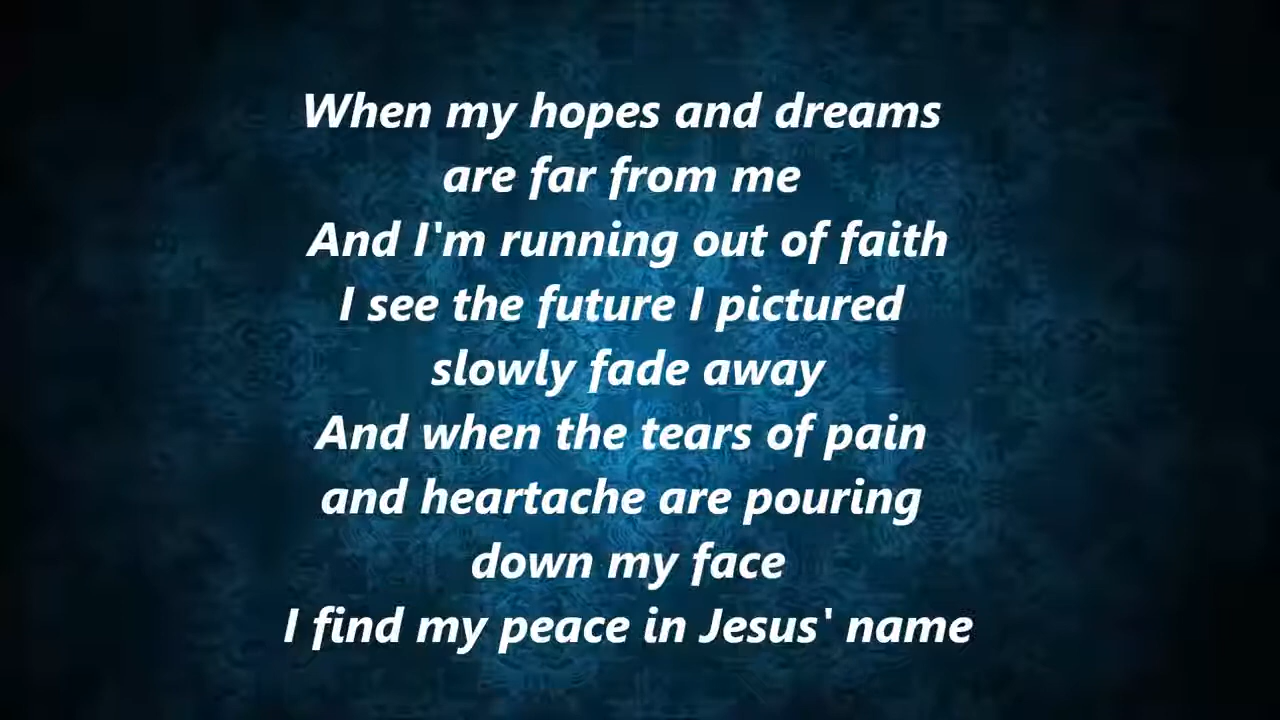 When my hopes and dreams
are far from me
And I'm running out of faith
I see the future I pictured
slowly fade away
And when the tears of pain
and heartache are pouring
down my face
I find my peace in Jesus' name